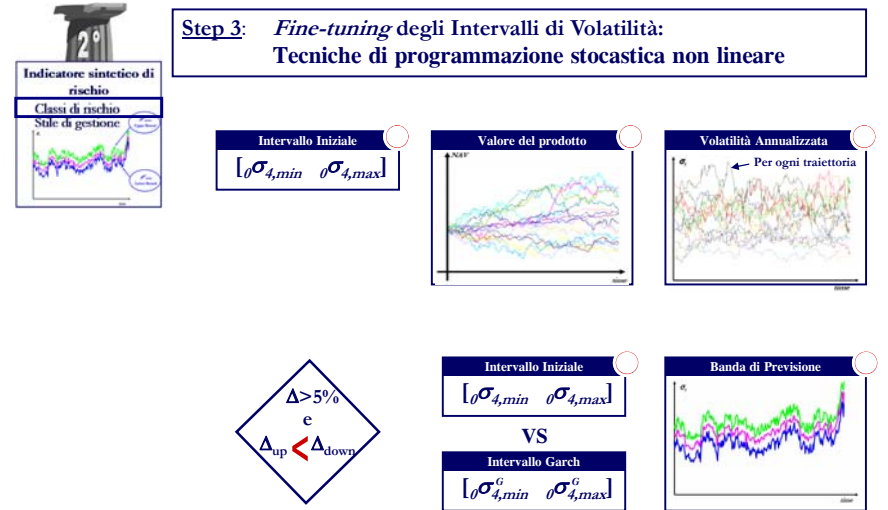 2°
Indicatore sintetico di
rischio
Classi di rischio
Stile di gestione
Step 3: Fine-tuning degli Intervalli di Volatilità:
Tecniche di programmazione stocastica non lineare
Intervallo Iniziale
[₀σ₄,min ₀σ₄,max]
Valore del prodotto
NAV
time
Volatilità Annualizzata
σt
Per ogni traiettoria
time
Δ>5%
e
Δup < Δdown
Intervallo Iniziale
[₀σ₄,min ₀σ₄,max]
VS
Intervallo Garch
[₀σᴳ₄,min ₀σᴳ₄,max]
Banda di Previsione
σt
time